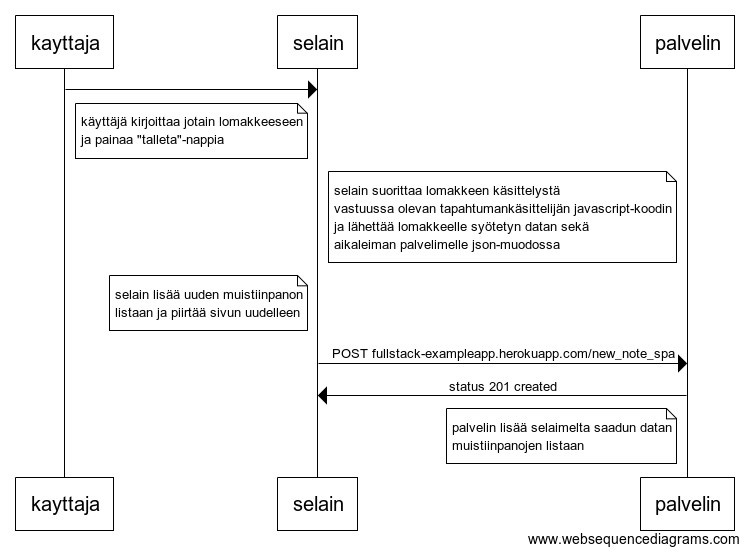 kayttaja
selain
palvelin
käyttäjä kirjoittaa jotain lomakkeeseen
ja painaa "talleta"-nappia
selain suorittaa lomakkeen käsittelystä
vastuussa olevan tapahtumankäsittelijän javascript-koodin
ja lähettää lomakkeelle syötetyn datan sekä
aikaleiman palvelimelle json-muodossa
selain lisää uuden muistiinpanon
listaan ja piirtää sivun uudelleen
POST fullstack-exampleapp.herokuapp.com/new_note_spa
status 201 created
palvelin lisää selaimelta saadun datan
muistiinpanojen listaan
kayttaja
selain
palvelin
www.websequencediagrams.com